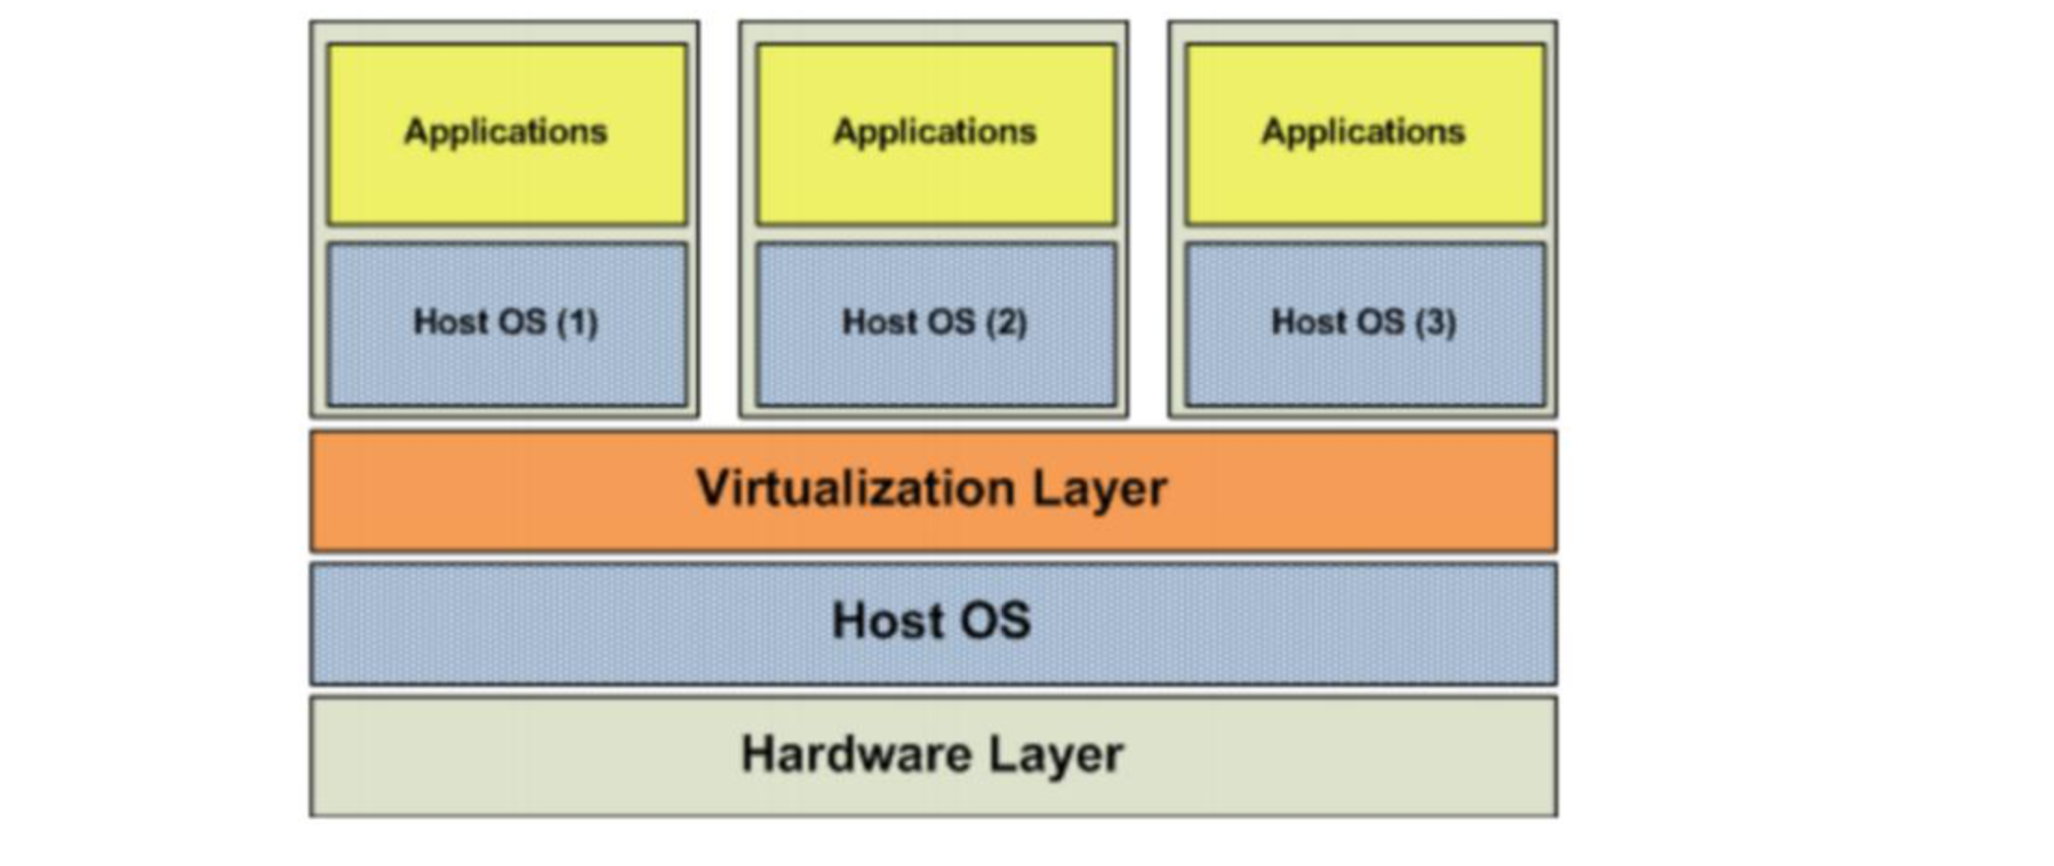 Applications
Applications
Applications
Host OS (1)
Host OS (2)
Host OS (3)
Virtualization Layer
Host OS
Hardware Layer